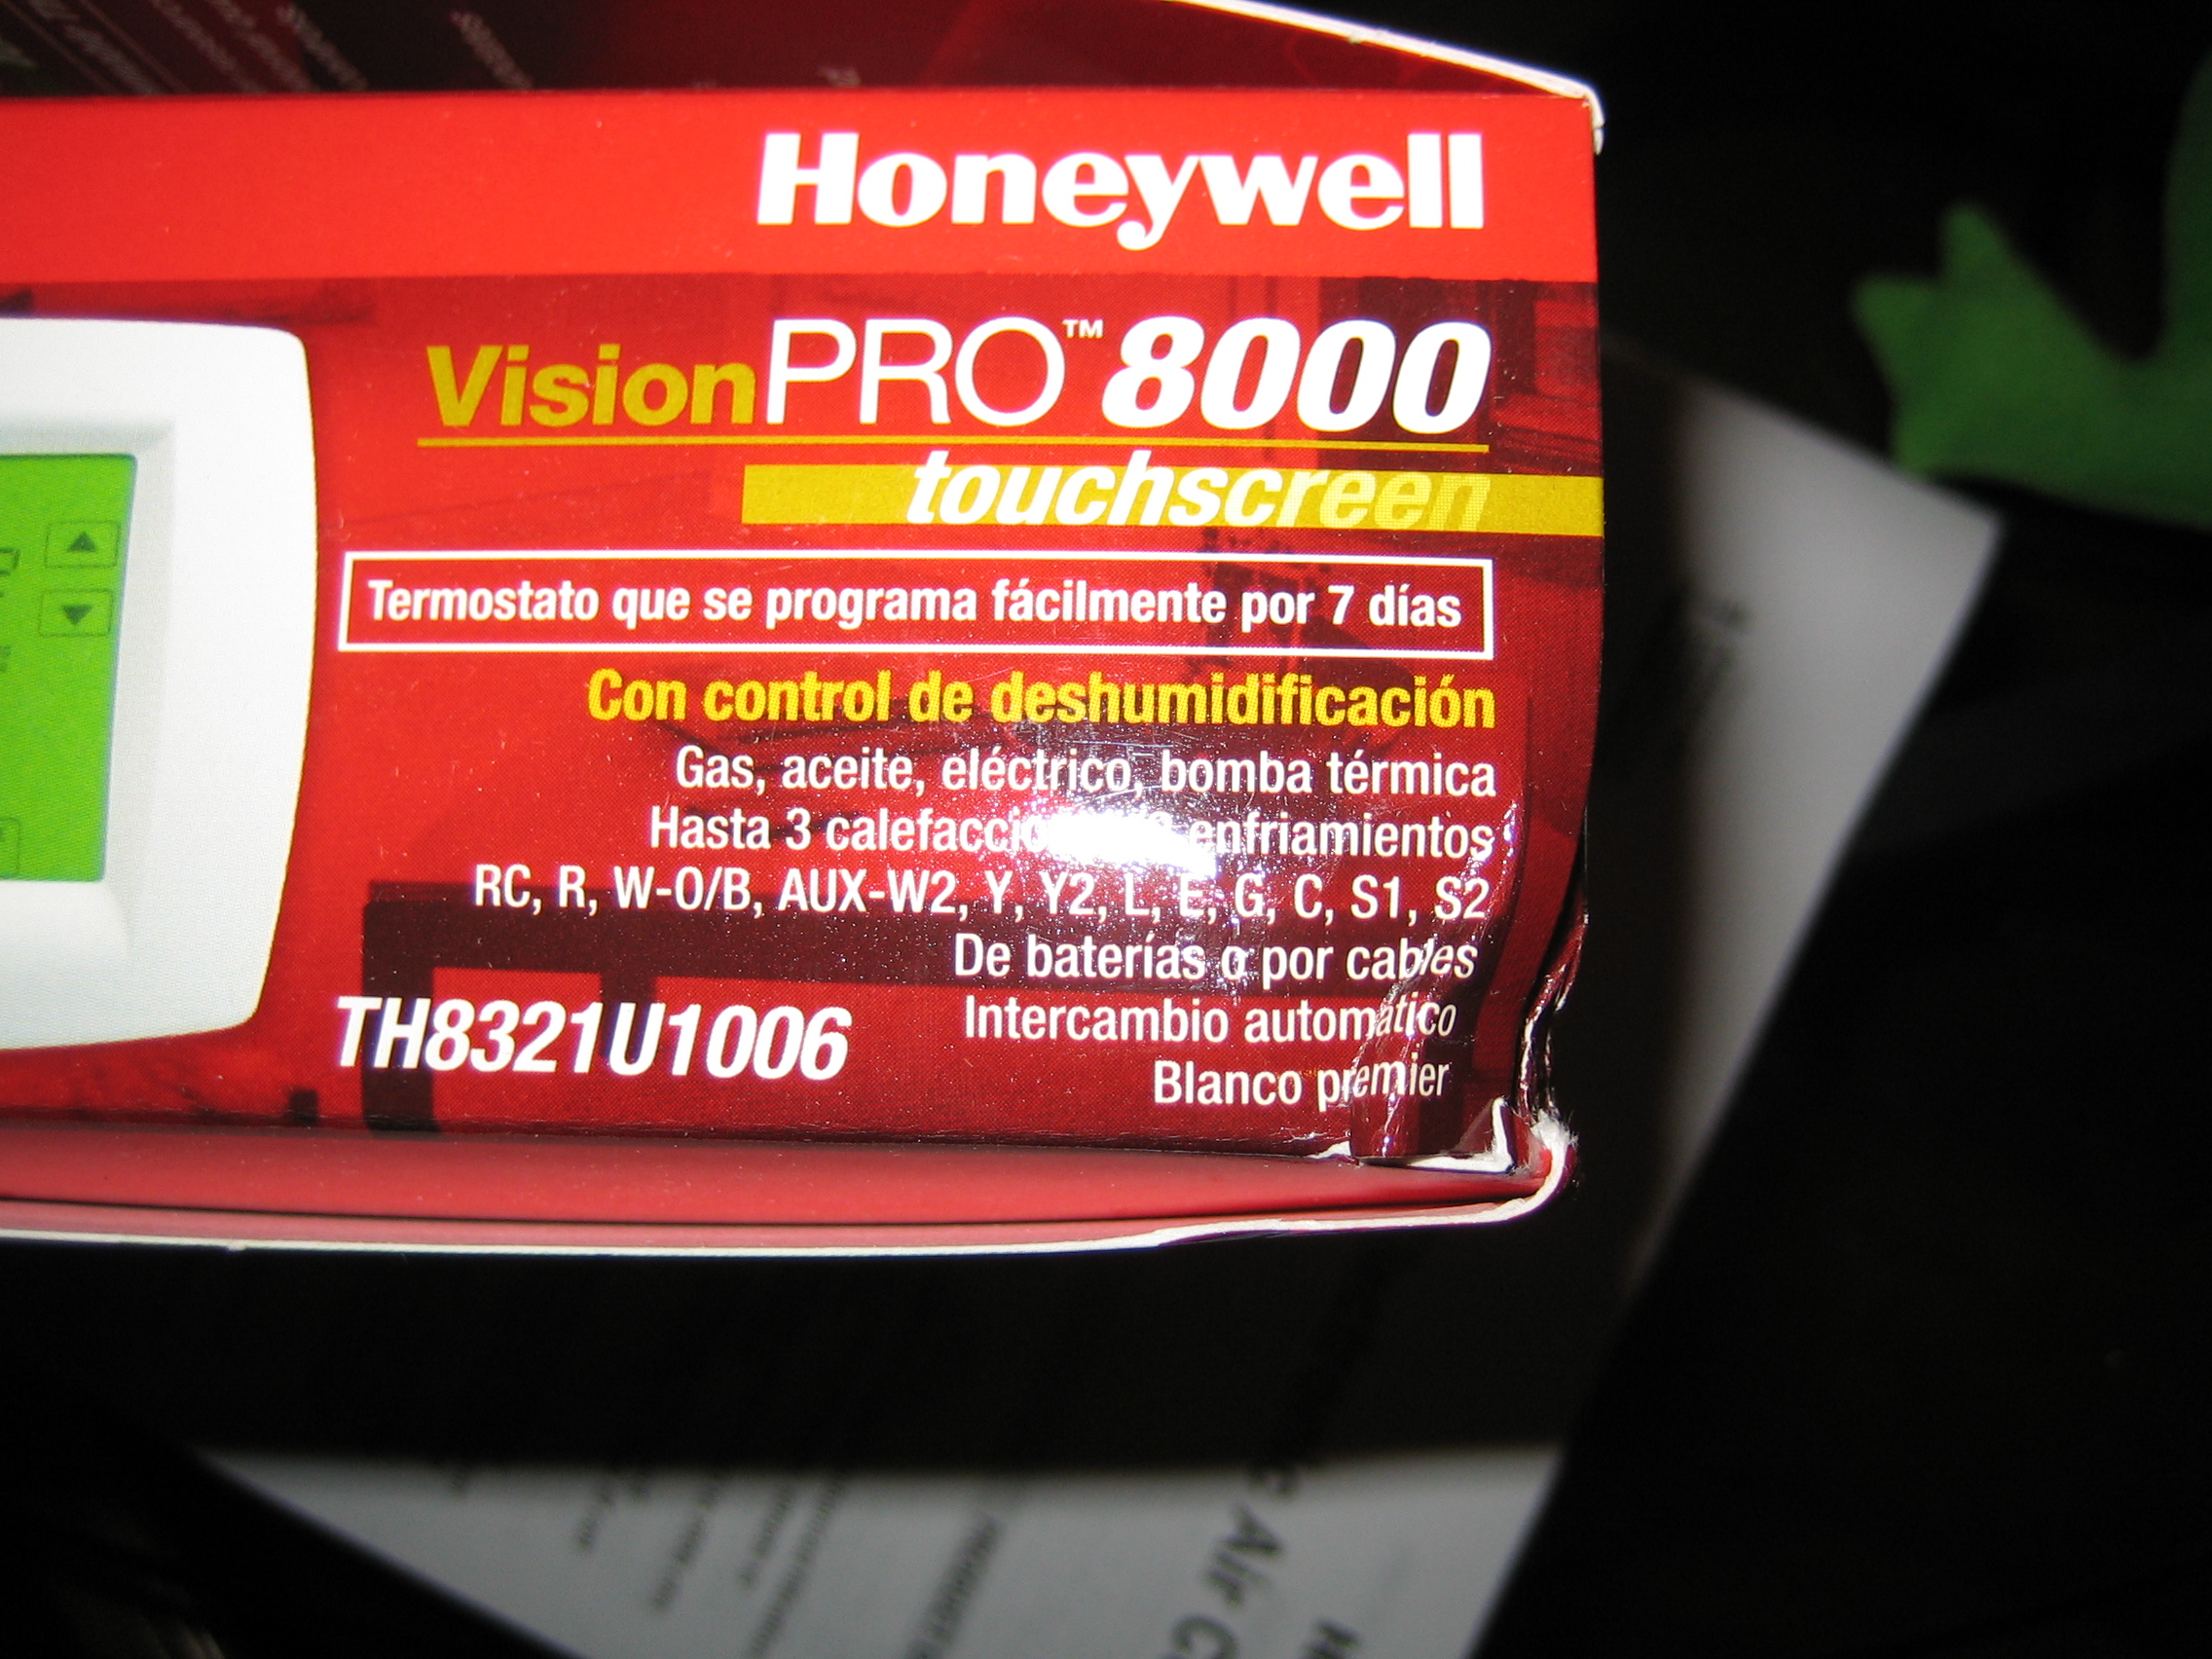 Honeywell
VisionPRO™ 8000
touchscreen
Termostato que se programa fácilmente por 7 días
Con control de deshumidificación
Gas, aceite, eléctrico, bomba térmica
Hasta 3 enfriamientos
RC, R, W-O/B, AUX-W2, Y, Y2, L, E, G, C, S1, S2
De baterías o por cables
Intercambio automático
Blanco premier
TH8321U1006
Air